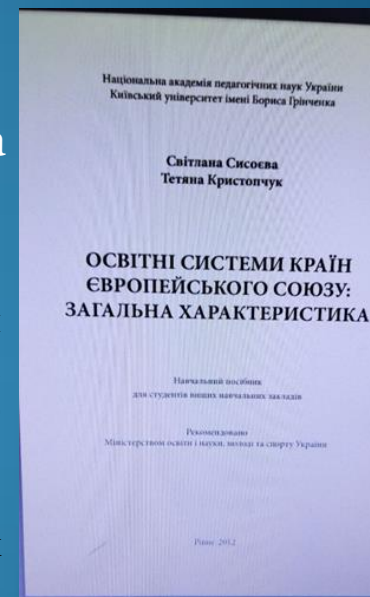 Національна академія педагогічних наук України
Київський університет імені Бориса Грінченка
Світлана Сисоєва
Тетяна Кристопчук
ОСВІТНІ СИСТЕМИ КРАЇН
ЄВРОПЕЙСЬКОГО СОЮЗУ:
ЗАГАЛЬНА ХАРАКТЕРИСТИКА
Навчальний посібник
для студентів вищих навчальних закладів
Рекомендовано
Міністерством освіти і науки, молоді та спорту України
Рівне 2012